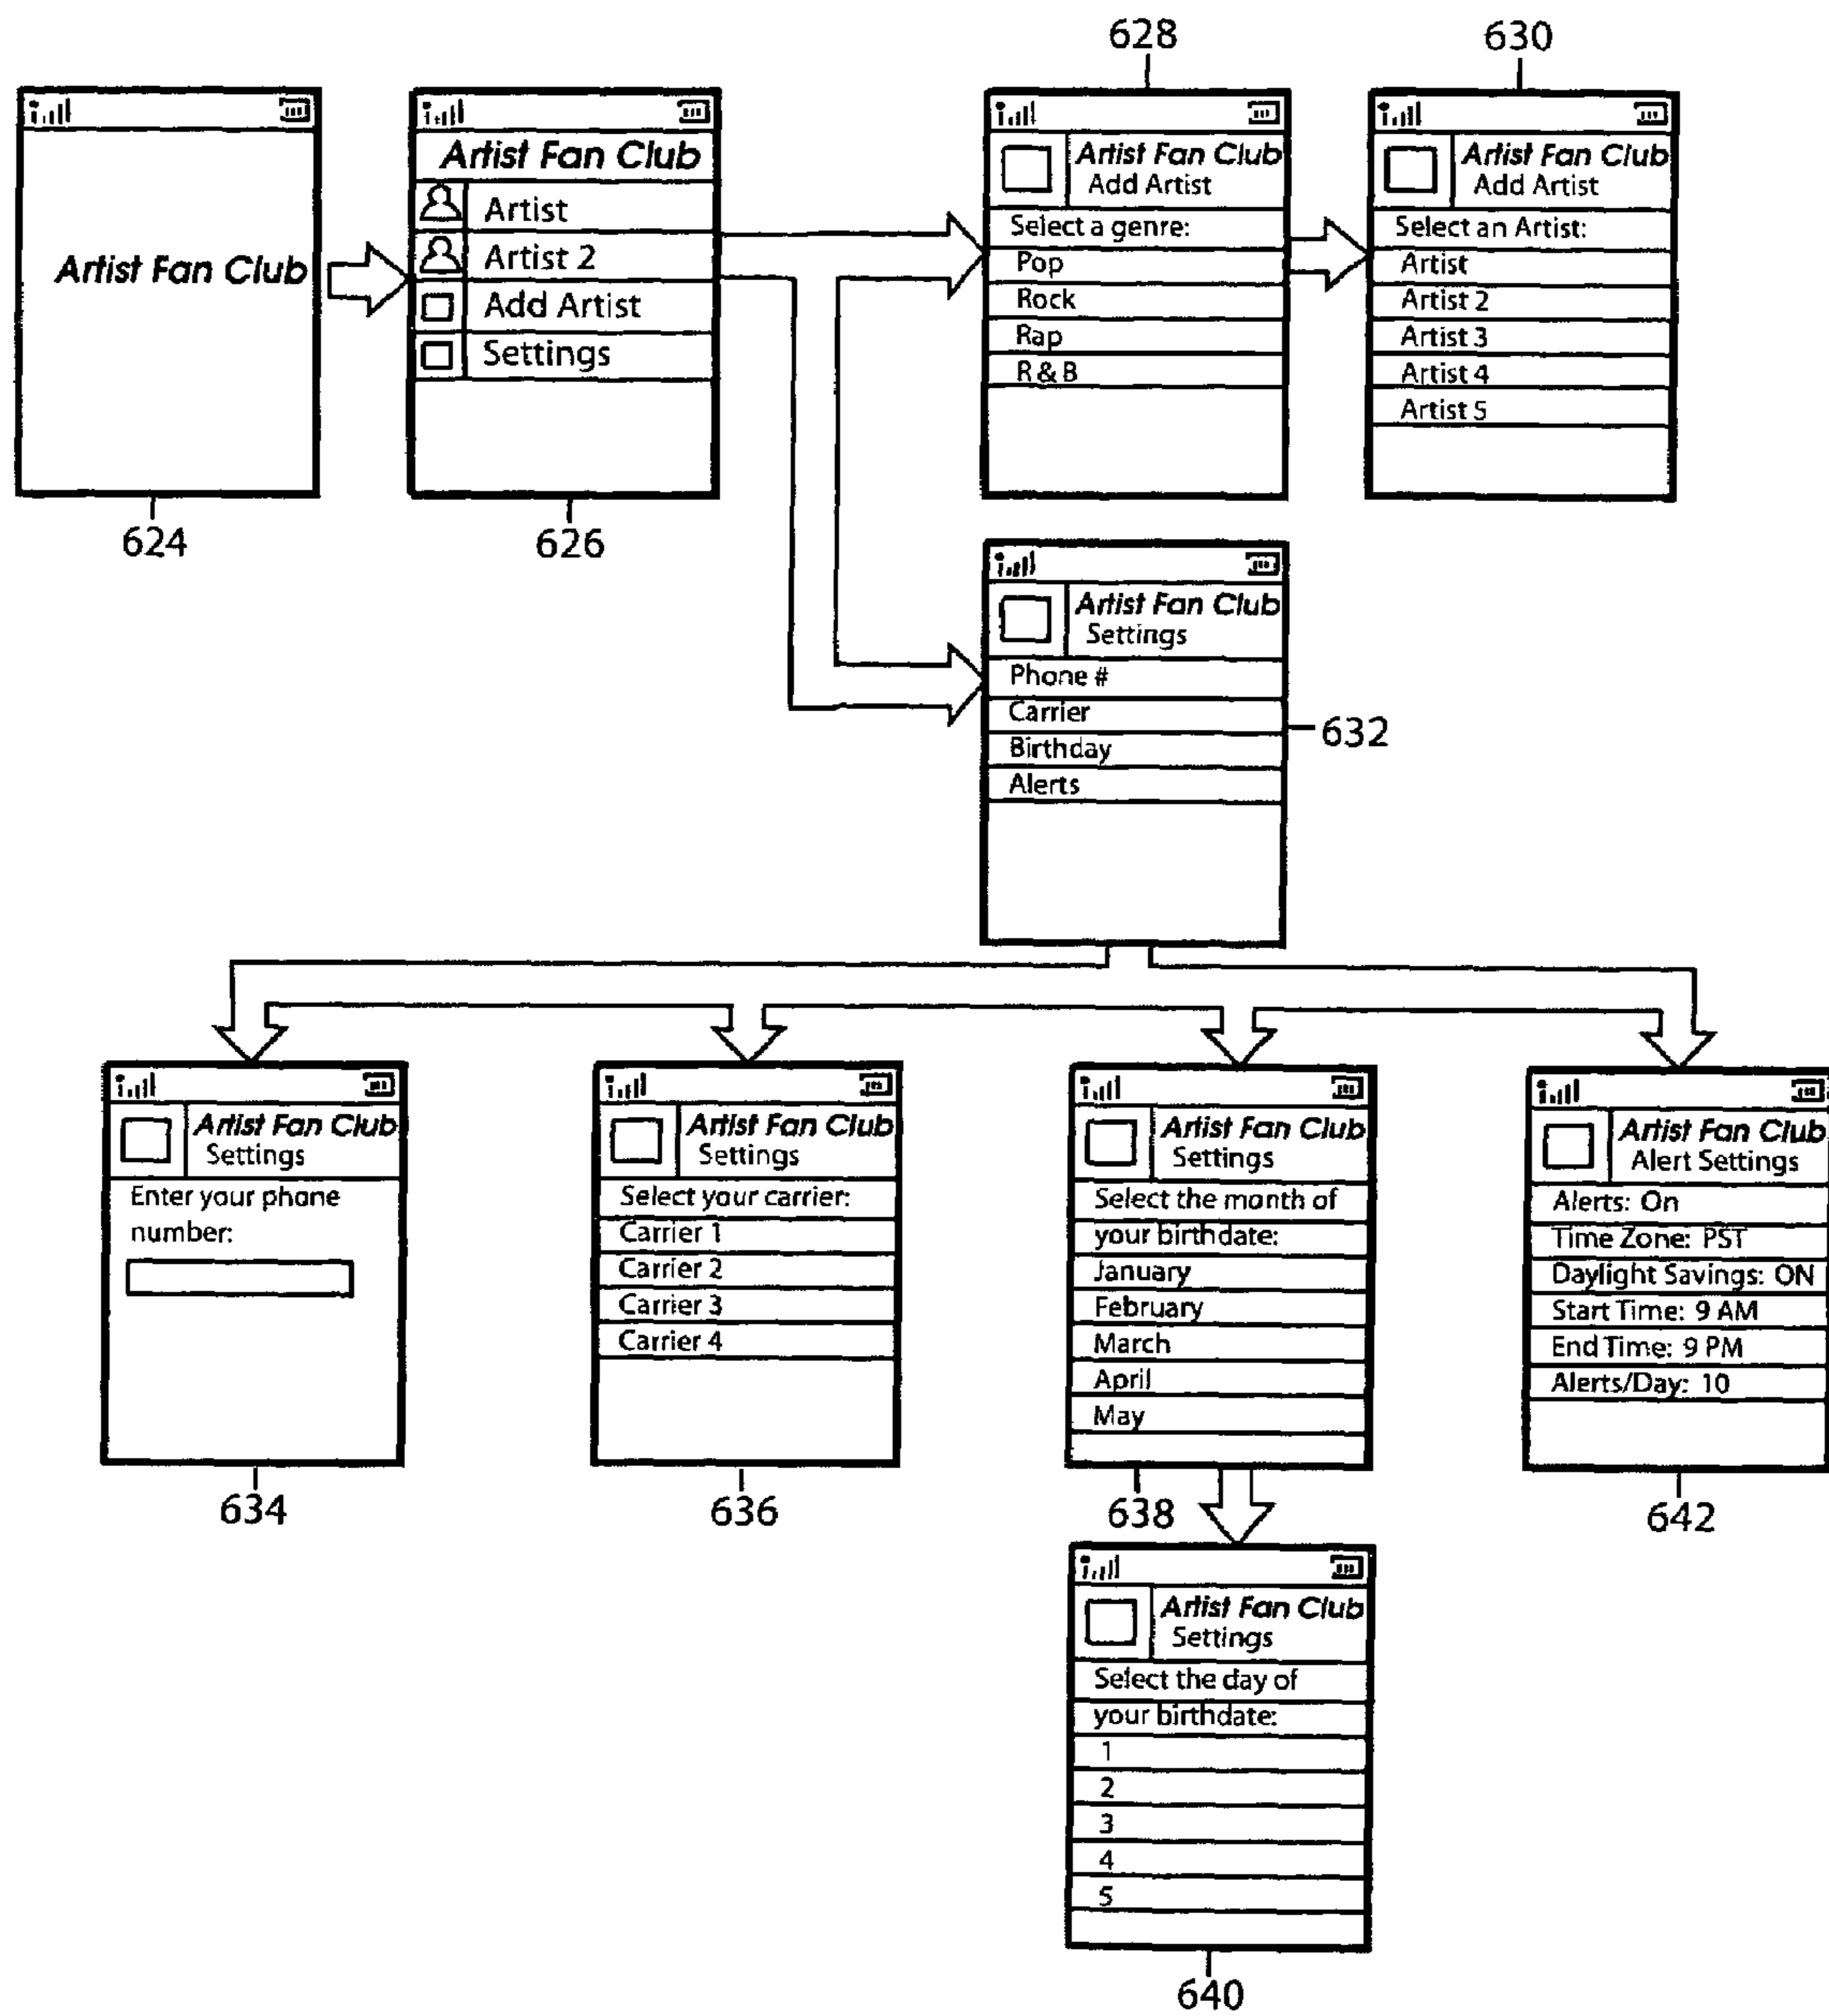 628
630
Artist Fan Club
624
Artist Fan Club
Artist
Artist 2
Add Artist
Settings
626
Artist Fan Club
Add Artist
Select a genre:
Pop
Rock
Rap
R & B
Artist Fan Club
Add Artist
Select an Artist:
Artist
Artist 2
Artist 3
Artist 4
Artist 5
Artist Fan Club
Settings
Phone #
Carrier
Birthday
Alerts
632
Artist Fan Club
Settings
Enter your phone
number:
634
Artist Fan Club
Settings
Select your carrier:
Carrier 1
Carrier 2
Carrier 3
Carrier 4
636
Artist Fan Club
Settings
Select the month of
your birthdate:
January
February
March
April
May
638
Artist Fan Club
Alert Settings
Alerts: On
Time Zone: PST
Daylight Savings: ON
Start Time: 9 AM
End Time: 9 PM
Alerts/Day: 10
642
Artist Fan Club
Settings
Select the day of
your birthdate:
1
2
3
4
5
640